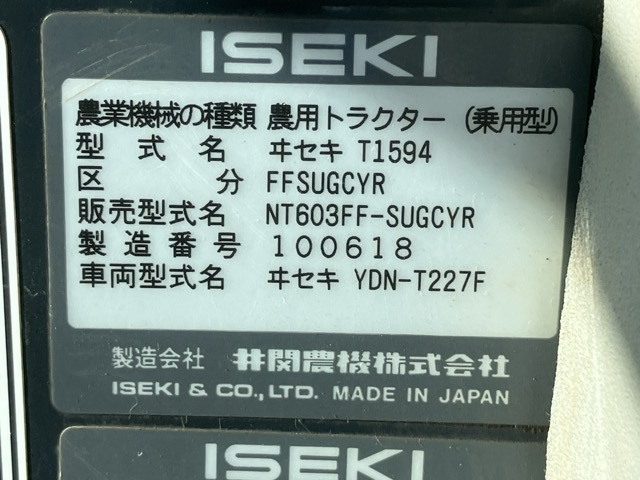 ISEKI
農業機械の種類 農用トラクター (乗用型)
型式名 ヰセキ T1594
区分 FFSUGCYR
販売型式名 NT603FF-SUGCYR
製造番号 100618
車両型式名 ヰセキ YDN-T227F
製造会社 井関農機株式会社
ISEKI & CO., LTD. MADE IN JAPAN
ISEKI